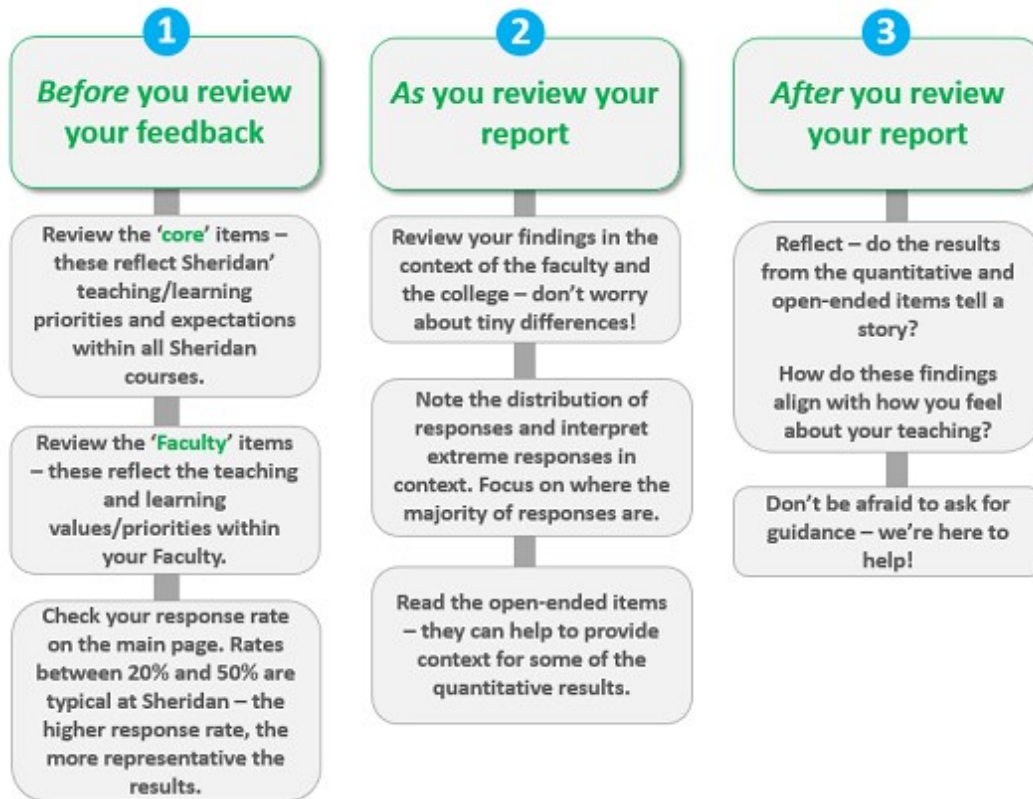 1
Before you review
your feedback
Review the ‘core’ items –
these reflect Sheridan’
teaching/learning
priorities and expectations
within all Sheridan
courses.
Review the ‘Faculty’ items
– these reflect the teaching
and learning
values/priorities within
your Faculty.
Check your response rate
on the main page. Rates
between 20% and 50% are
typical at Sheridan – the
higher response rate, the
more representative the
results.
2
As you review your
report
Review your findings in the
context of the faculty and
the college – don’t worry
about tiny differences!
Note the distribution of
responses and interpret
extreme responses in
context. Focus on where the
majority of responses are.
Read the open-ended items
– they can help to provide
context for some of the
quantitative results.
3
After you review
your report
Reflect – do the results
from the quantitative and
open-ended items tell a
story?
How do these findings
align with how you feel
about your teaching?
Don’t be afraid to ask for
guidance – we’re here to
help!